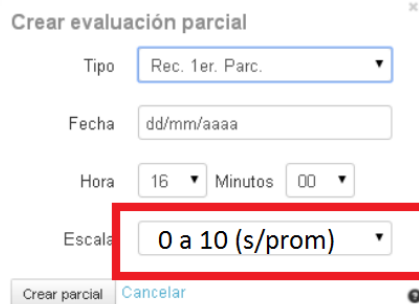 Crear evaluación parcial
Tipo Rec. 1er. Parc.
Fecha dd/mm/aaaa
Hora 16 Minutos 00
Escala 0 a 10 (s/prom)
Crear parcial Cancelar